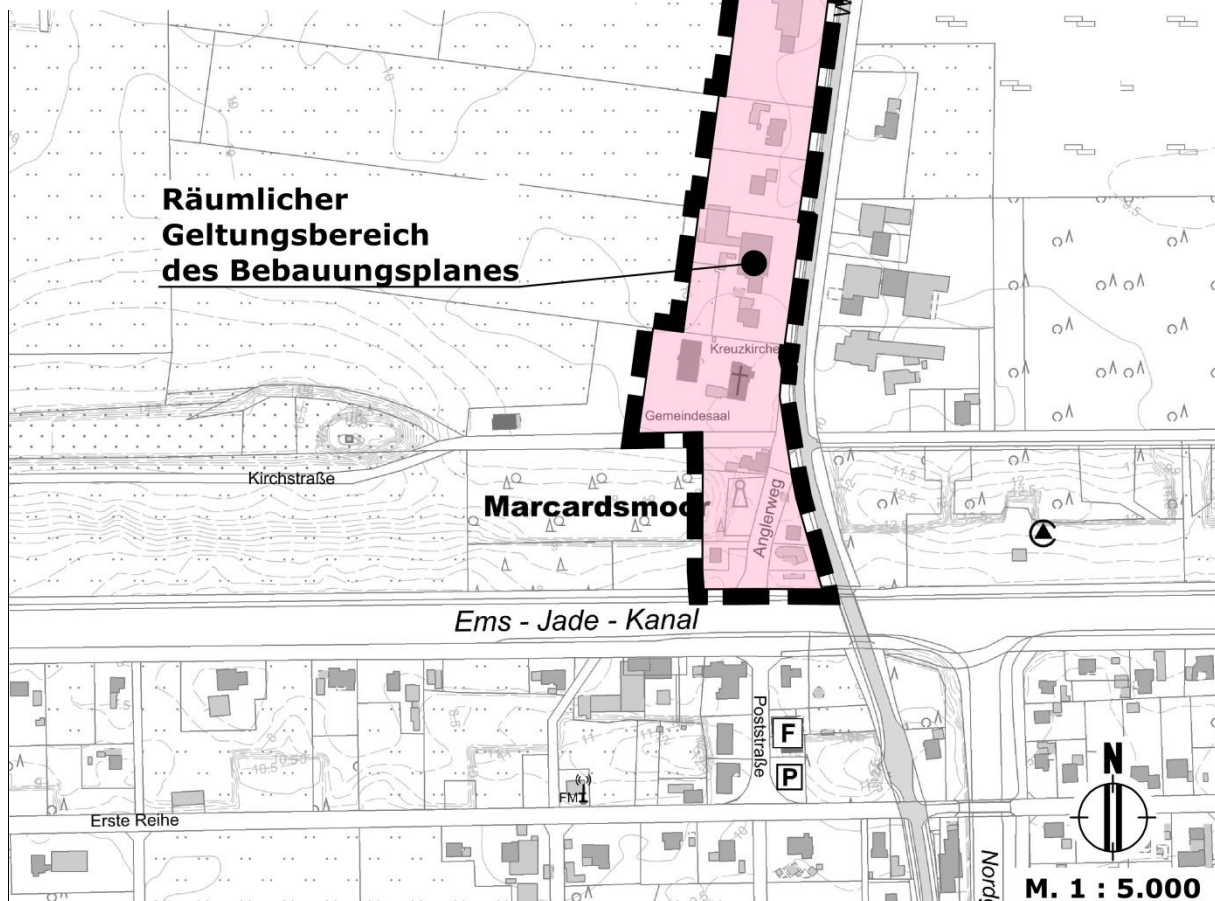 Räumlicher
Geltungsbereich
des Bebauungsplanes
Kreuzkirche
Gemeindesaal
Kirchstraße
Marcardsmoor
Anglerweg
Ems - Jade - Kanal
Poststraße
F
P
FM
Erste Reihe
N
M. 1 : 5.000